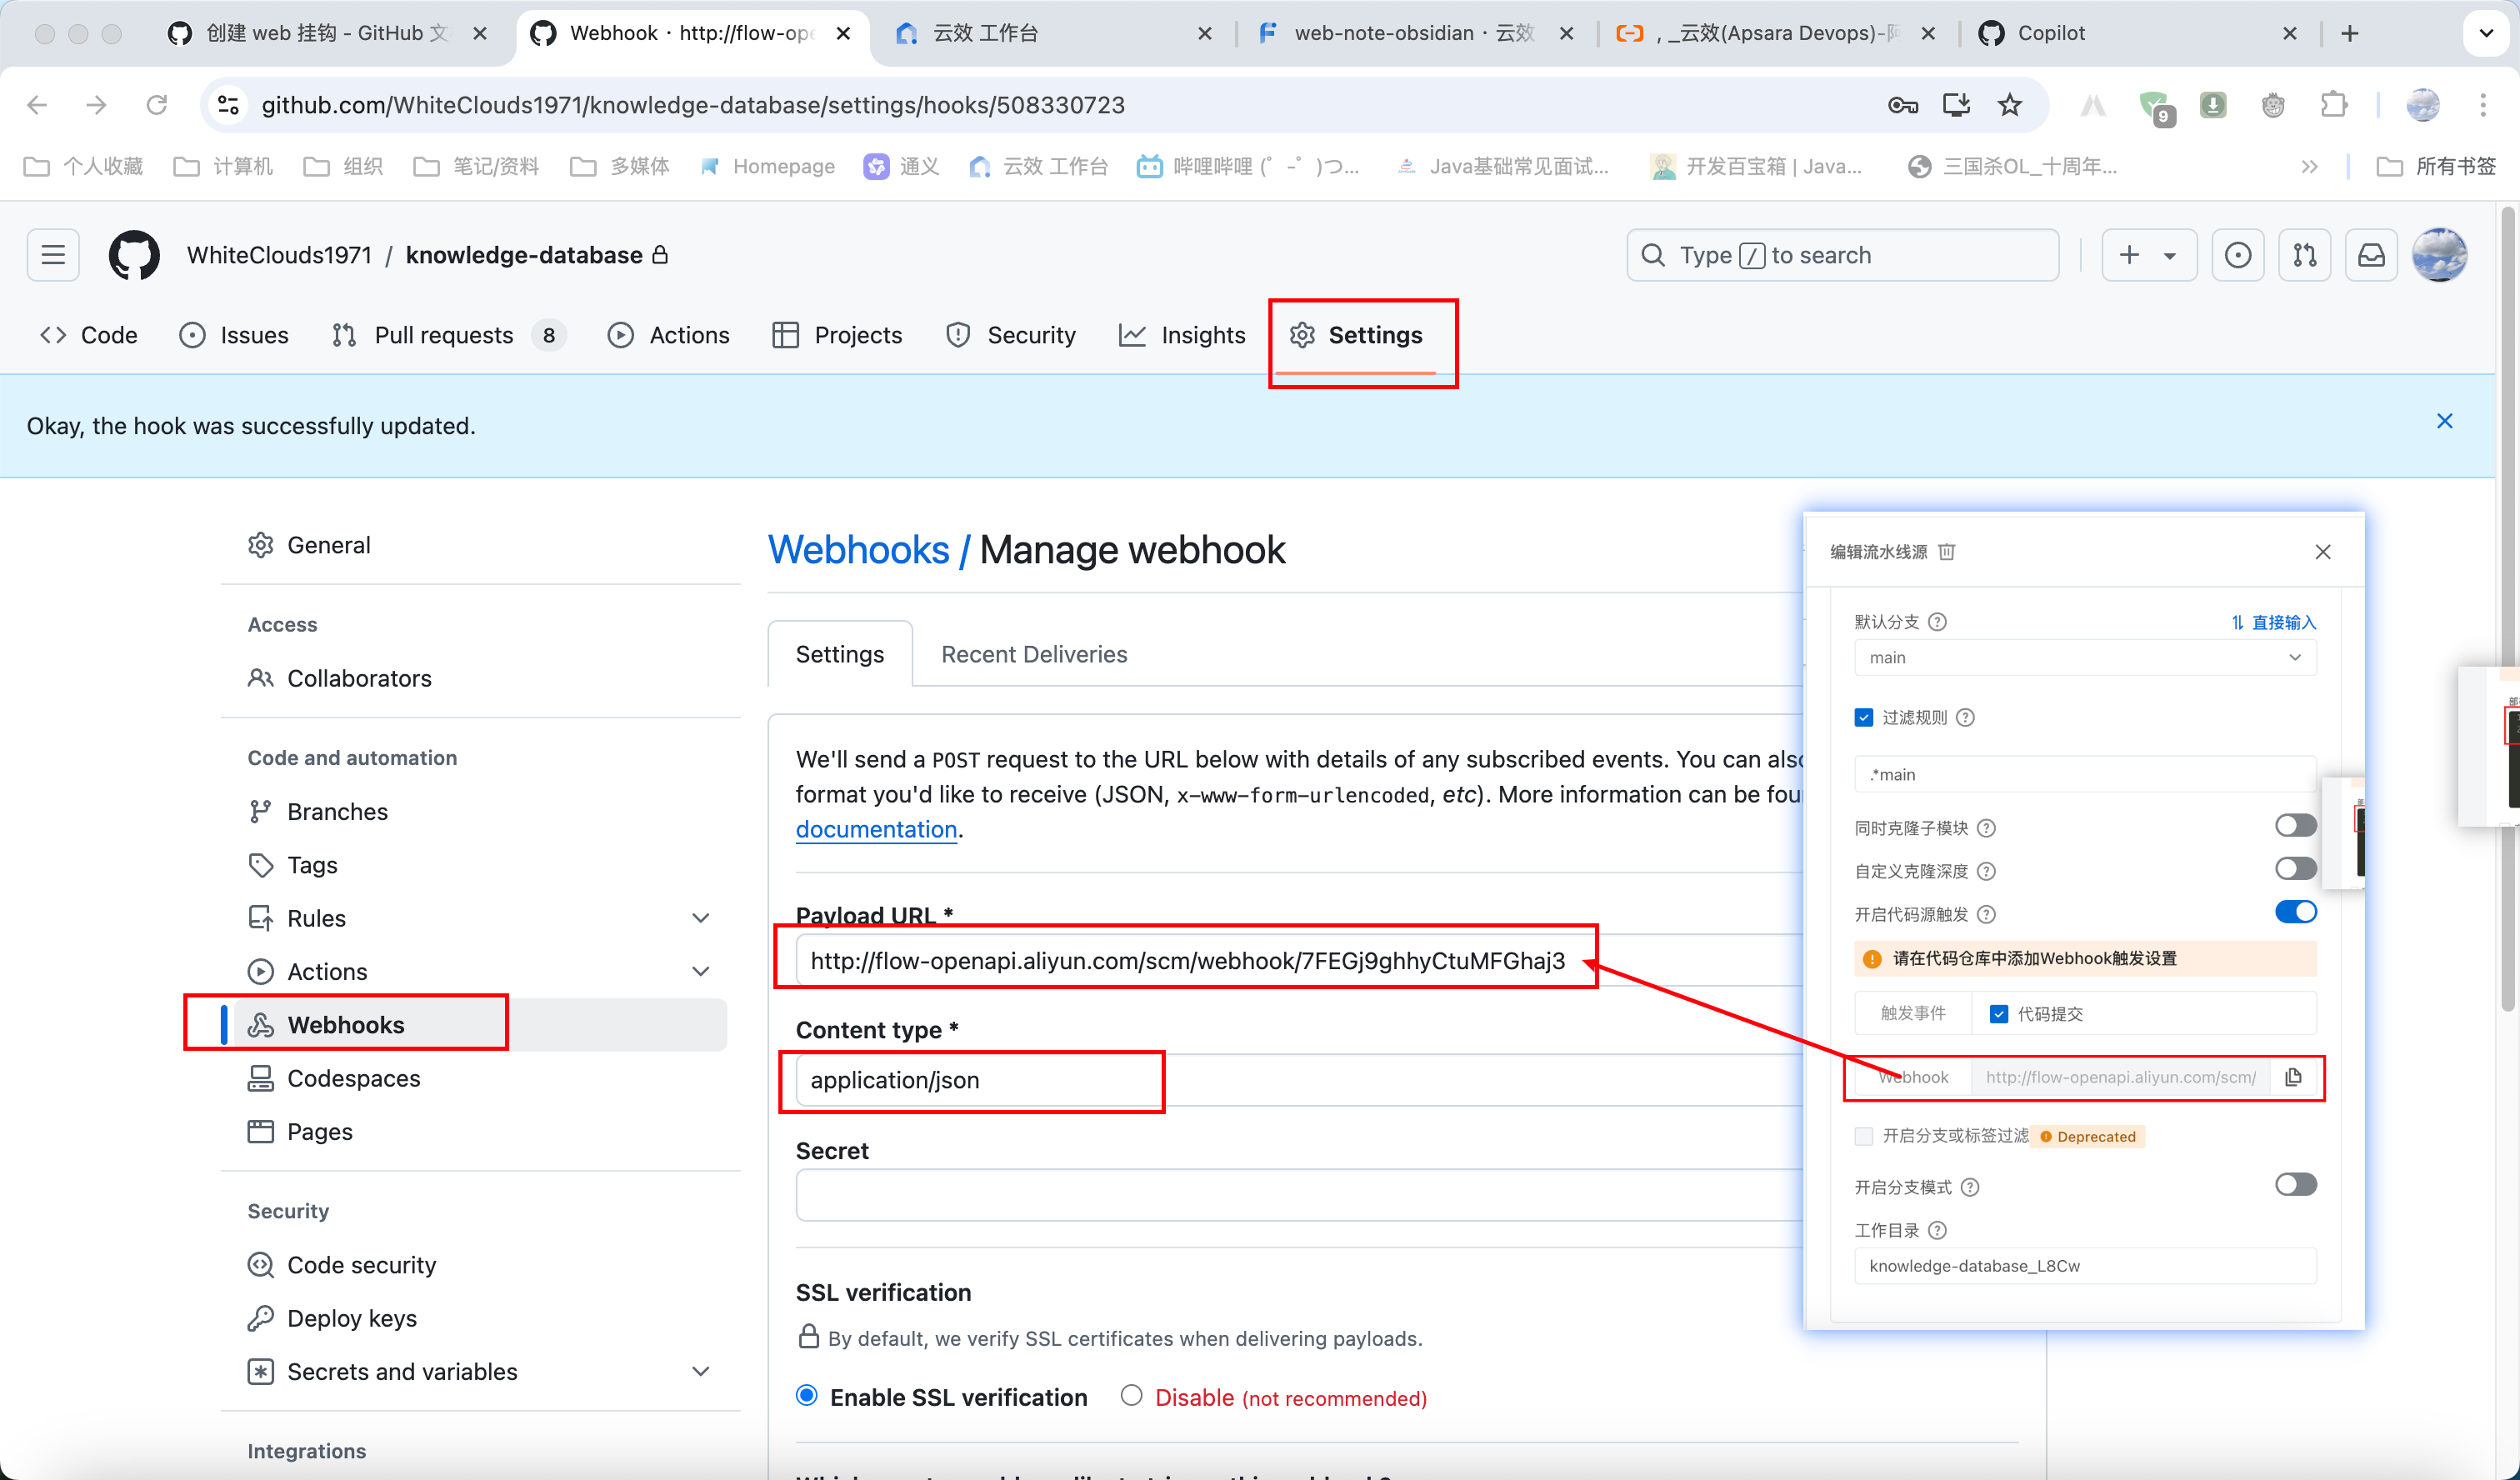 创建 web 挂钩 - GitHub 文
Webhook · http://flow-ope
云效 工作台
web-note-obsidian · 云效
, _云效(Apsara Devops)-阿
Copilot
github.com/WhiteClouds1971/knowledge-database/settings/hooks/508330723
9
个人收藏
计算机
组织
笔记/资料
多媒体
Homepage
通义
云效 工作台
哔哩哔哩 (゜-゜)つ...
Java基础常见面试...
开发百宝箱 | Java...
三国杀OL_十周年...
所有书签
WhiteClouds1971 / knowledge-database
Type / to search
Code
Issues
Pull requests 8
Actions
Projects
Security
Insights
Settings
Okay, the hook was successfully updated.
General
Access
Collaborators
Code and automation
Branches
Tags
Rules
Actions
Webhooks
Codespaces
Pages
Security
Code security
Deploy keys
Secrets and variables
Integrations
Webhooks / Manage webhook
Settings
Recent Deliveries
We'll send a POST request to the URL below with details of any subscribed events. You can also
format you'd like to receive (JSON, x-www-form-urlencoded, etc). More information can be fou
documentation.
Payload URL *
http://flow-openapi.aliyun.com/scm/webhook/7FEGj9ghhyCtuMFGhaj3
Content type *
application/json
Secret
SSL verification
By default, we verify SSL certificates when delivering payloads.
Enable SSL verification
Disable (not recommended)
编辑流水线源
默认分支
直接输入
main
过滤规则
.*main
同时克隆子模块
自定义克隆深度
开启代码源触发
请在代码仓库中添加Webhook触发设置
触发事件
代码提交
Webhook
http://flow-openapi.aliyun.com/scm/
开启分支或标签过滤
Deprecated
开启分支模式
工作目录
knowledge-database_L8Cw